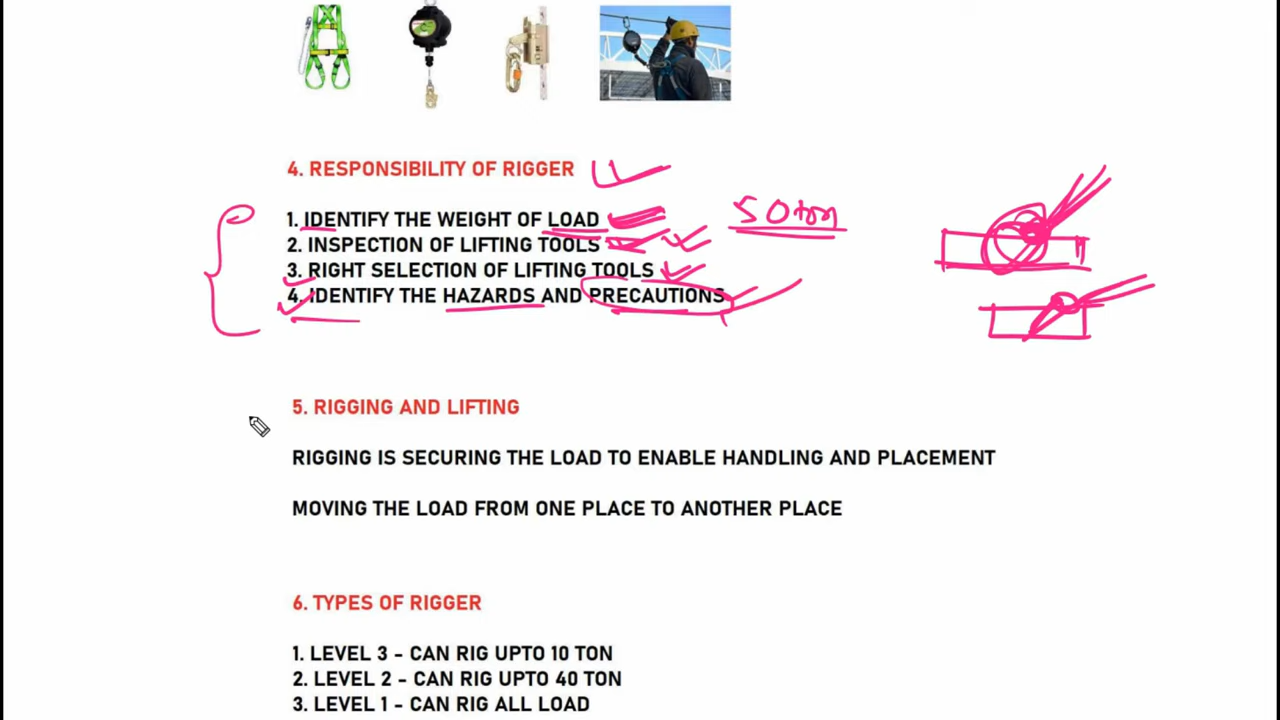 4. RESPONSIBILITY OF RIGGER
1. IDENTIFY THE WEIGHT OF LOAD 50 ton
2. INSPECTION OF LIFTING TOOLS
3. RIGHT SELECTION OF LIFTING TOOLS
4. IDENTIFY THE HAZARDS AND PRECAUTIONS
5. RIGGING AND LIFTING
RIGGING IS SECURING THE LOAD TO ENABLE HANDLING AND PLACEMENT
MOVING THE LOAD FROM ONE PLACE TO ANOTHER PLACE
6. TYPES OF RIGGER
1. LEVEL 3 - CAN RIG UPTO 10 TON
2. LEVEL 2 - CAN RIG UPTO 40 TON
3. LEVEL 1 - CAN RIG ALL LOAD